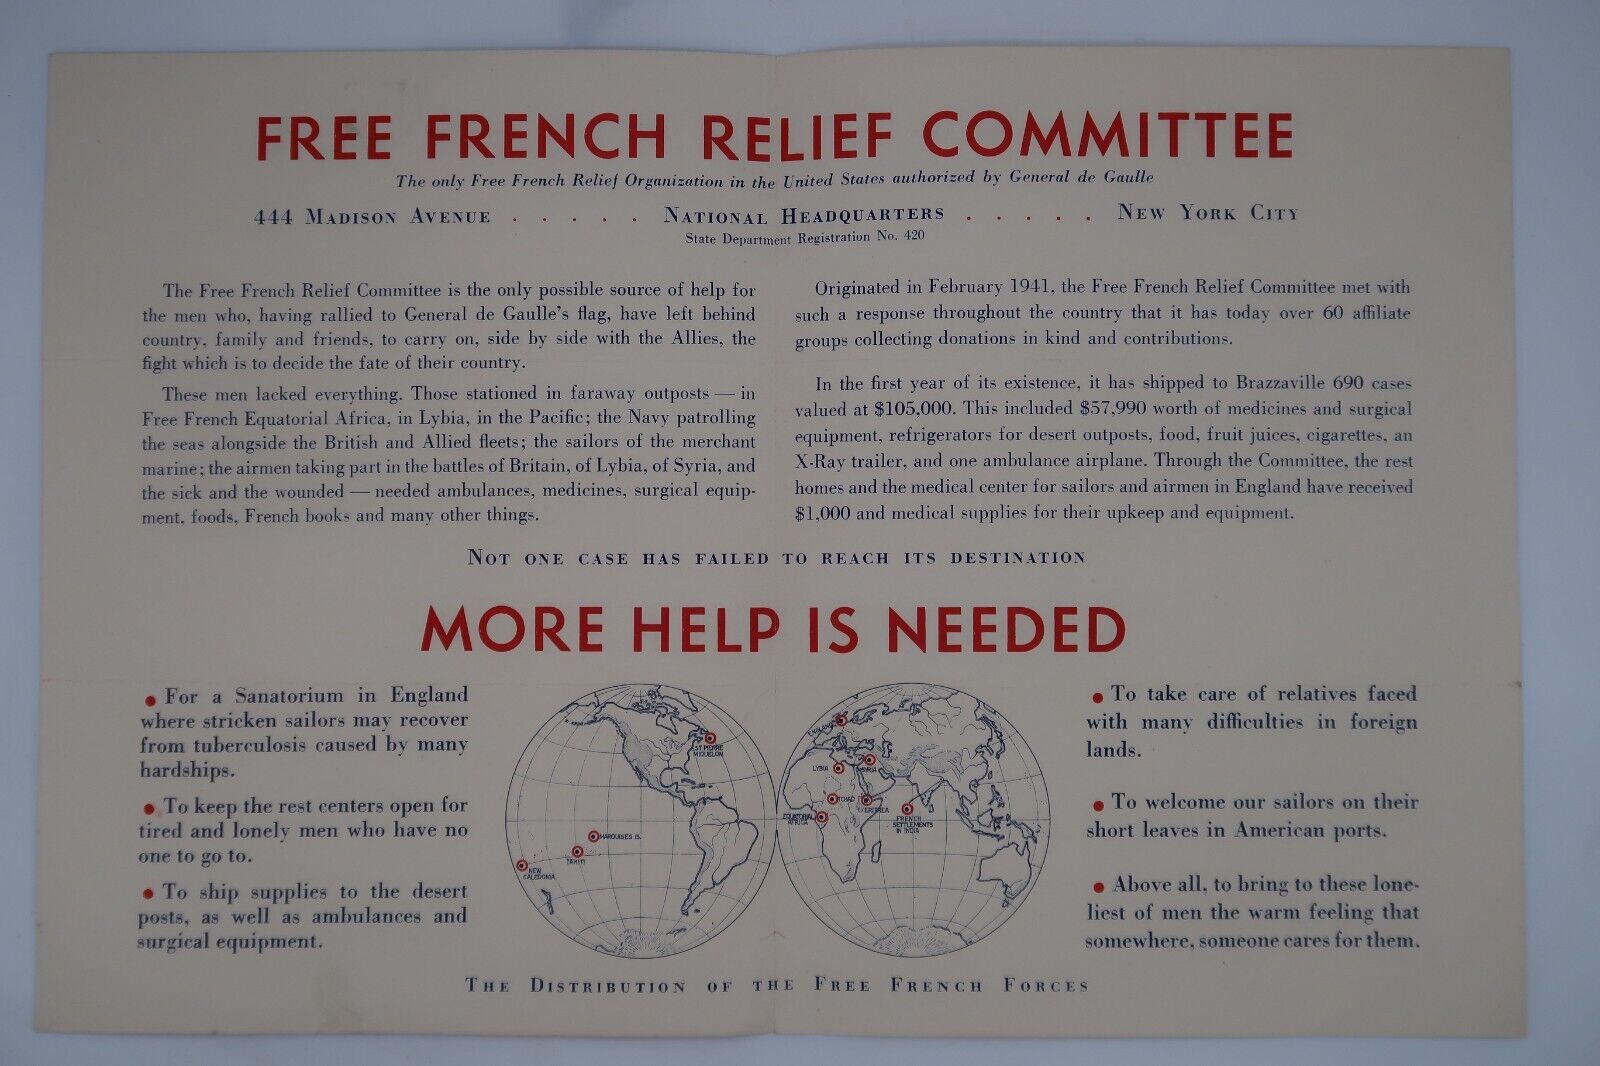 FREE FRENCH RELIEF COMMITTEE
The only Free French Relief Organization in the United States authorized by General de Gaulle
444 MADISON AVENUE . . . . . NATIONAL HEADQUARTERS . . . . . NEW YORK CITY
State Department Registration No. 420
The Free French Relief Committee is the only possible source of help for
the men who, having rallied to General de Gaulle's flag, have left behind
country, family and friends, to carry on, side by side with the Allies, the
fight which is to decide the fate of their country.
These men lacked everything. Those stationed in faraway outposts — in
Free French Equatorial Africa, in Lybia, in the Pacific; the Navy patrolling
the seas alongside the British and Allied fleets; the sailors of the merchant
marine; the airmen taking part in the battles of Britain, of Lybia, of Syria, and
the sick and the wounded — needed ambulances, medicines, surgical equip-
ment, foods, French books and many other things.
Originated in February 1941, the Free French Relief Committee met with
such a response throughout the country that it has today over 60 affiliate
groups collecting donations in kind and contributions.
In the first year of its existence, it has shipped to Brazzaville 690 cases
valued at $105,000. This included $57,990 worth of medicines and surgical
equipment, refrigerators for desert outposts, food, fruit juices, cigarettes, an
X-Ray trailer, and one ambulance airplane. Through the Committee, the rest
homes and the medical center for sailors and airmen in England have received
$1,000 and medical supplies for their upkeep and equipment.
NOT ONE CASE HAS FAILED TO REACH ITS DESTINATION
MORE HELP IS NEEDED
• For a Sanatorium in England
where stricken sailors may recover
from tuberculosis caused by many
hardships.
• To keep the rest centers open for
tired and lonely men who have no
one to go to.
• To ship supplies to the desert
posts, as well as ambulances and
surgical equipment.
ST PIERRE
MIQUELON
MARQUISES IS.
TAHITI
NEW
CALEDONIA
ENGLAND
LYBIA
SYRIA
TCHAD
ERITREA
EQUATORIAL
AFRICA
FRENCH
SETTLEMENTS
IN INDIA
• To take care of relatives faced
with many difficulties in foreign
lands.
• To welcome our sailors on their
short leaves in American ports.
• Above all, to bring to these lone-
liest of men the warm feeling that
somewhere, someone cares for them.
THE DISTRIBUTION OF THE FREE FRENCH FORCES